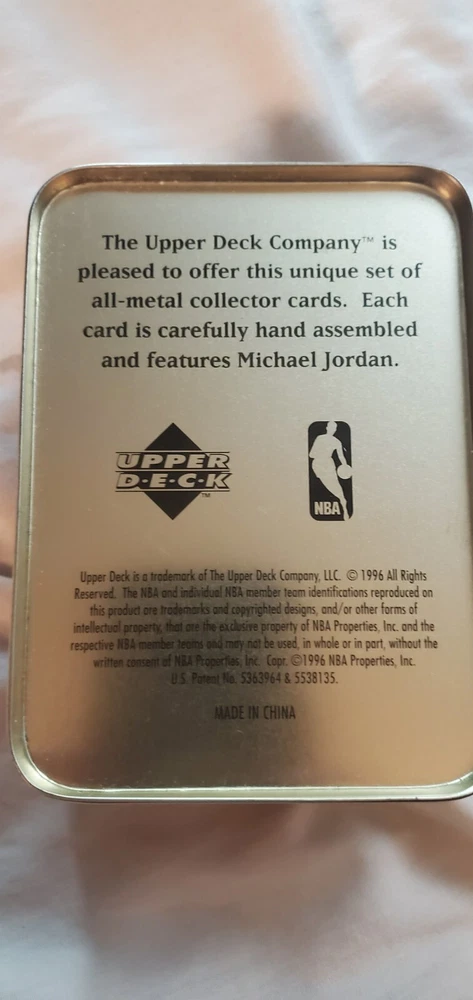 The Upper Deck Company™ is
pleased to offer this unique set of
all-metal collector cards.  Each
card is carefully hand assembled
and features Michael Jordan.
UPPER
D·E·C·K
™
NBA
Upper Deck is a trademark of The Upper Deck Company, LLC. ©1996 All Rights
Reserved. The NBA and individual NBA member team identifications reproduced on
this product are trademarks and copyrighted designs, and/or other forms of
intellectual property, that are the exclusive property of NBA Properties, Inc. and the
respective NBA member teams and may not be used, in whole or in part, without the
written consent of NBA Properties, Inc. Copr. ©1996 NBA Properties, Inc.
U.S. Patent No. 5363964 & 5538135.
MADE IN CHINA